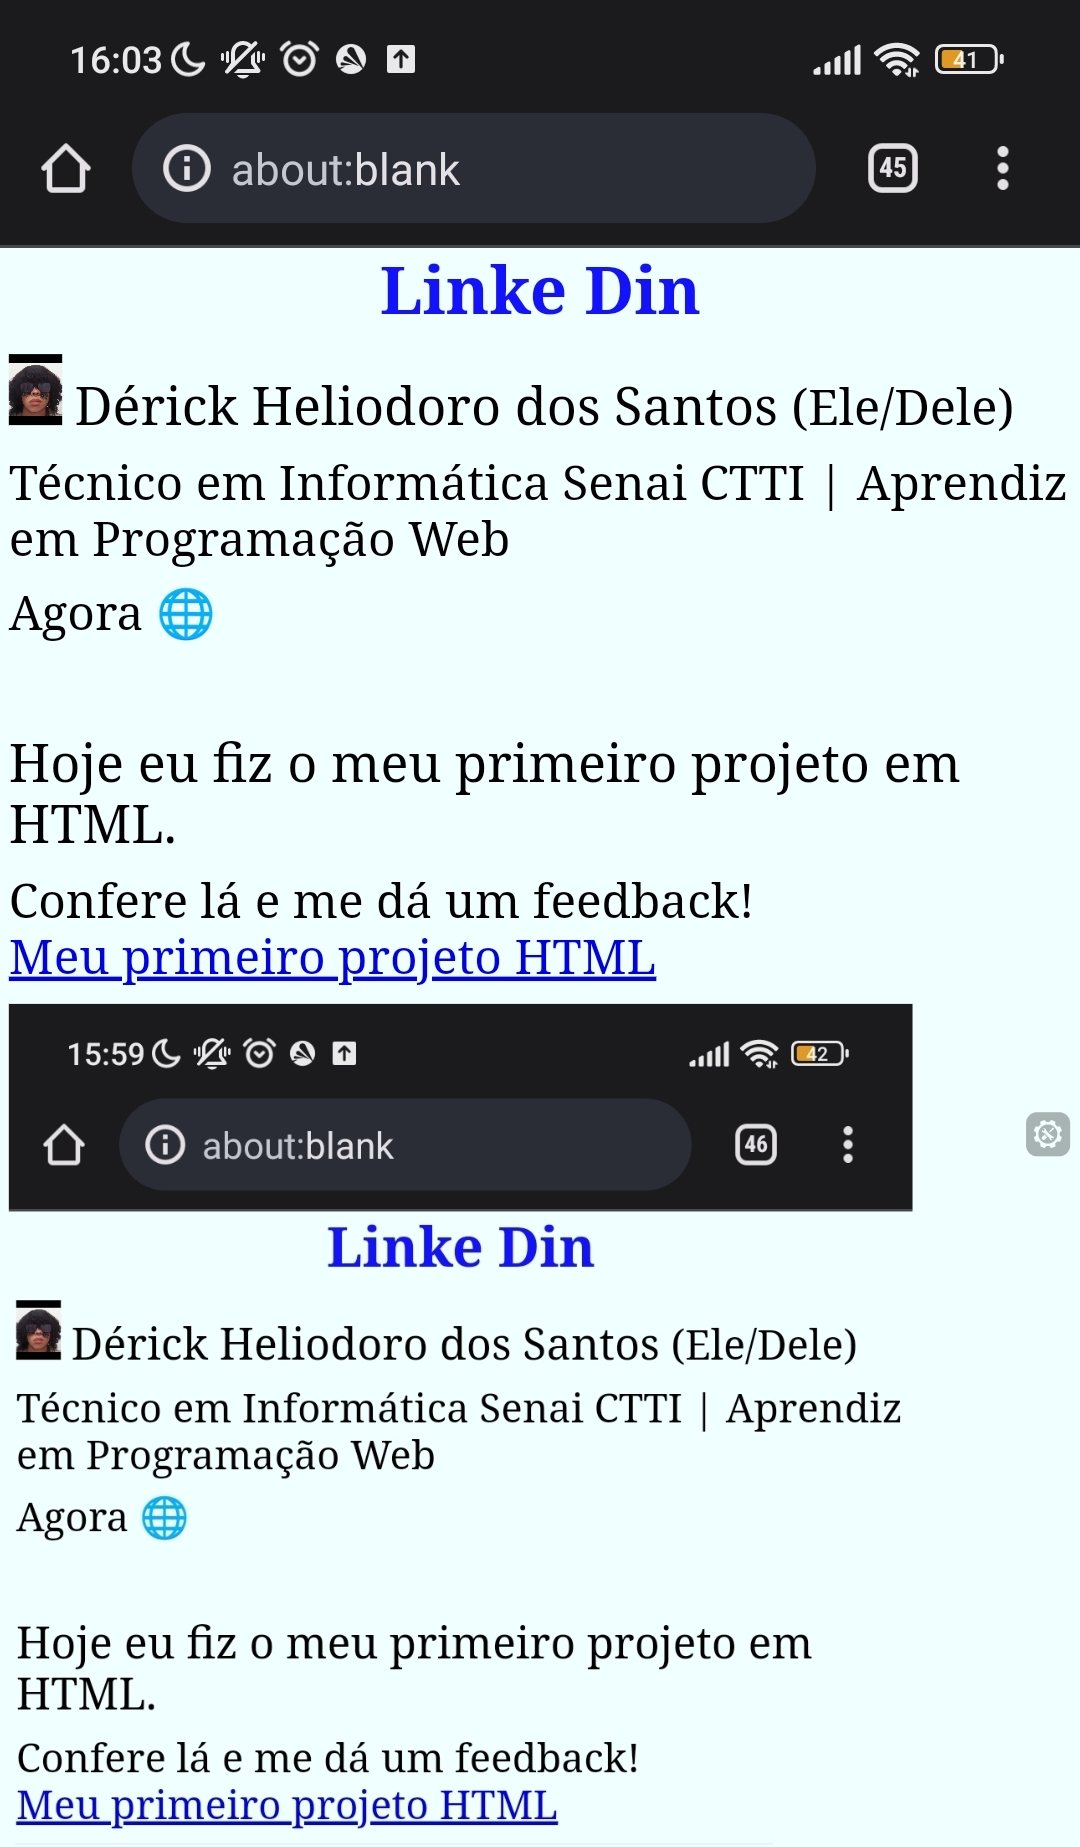 16:03
41
about:blank
45
Linke Din
Dérick Heliodoro dos Santos (Ele/Dele)
Técnico em Informática Senai CTTI | Aprendiz
em Programação Web
Agora 🌐
Hoje eu fiz o meu primeiro projeto em
HTML.
Confere lá e me dá um feedback!
Meu primeiro projeto HTML
15:59
42
about:blank
46
Linke Din
Dérick Heliodoro dos Santos (Ele/Dele)
Técnico em Informática Senai CTTI | Aprendiz
em Programação Web
Agora 🌐
Hoje eu fiz o meu primeiro projeto em
HTML.
Confere lá e me dá um feedback!
Meu primeiro projeto HTML